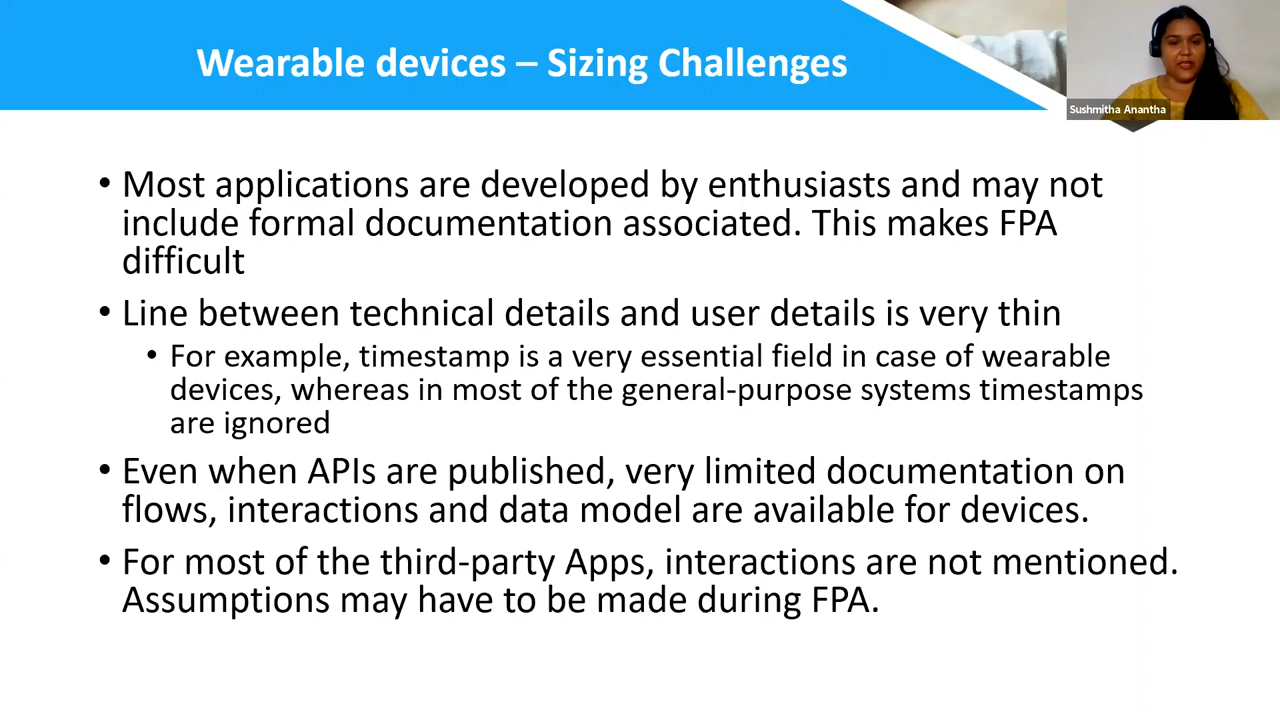 Wearable devices – Sizing Challenges
Sushmitha Anantha
• Most applications are developed by enthusiasts and may not
include formal documentation associated. This makes FPA
difficult
• Line between technical details and user details is very thin
• For example, timestamp is a very essential field in case of wearable
devices, whereas in most of the general-purpose systems timestamps
are ignored
• Even when APIs are published, very limited documentation on
flows, interactions and data model are available for devices.
• For most of the third-party Apps, interactions are not mentioned.
Assumptions may have to be made during FPA.